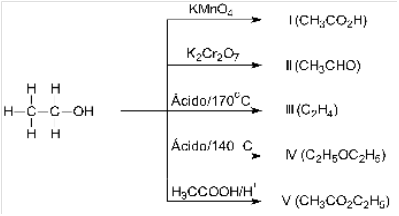 KMnO4
I (CH3CO2H)
K2Cr2O7
II (CH3CHO)
H H
H-C-C-OH
H H
Ácido/170°C
III (C2H4)
Ácido/140 C
IV (C2H5OC2H5)
H3CCOOH/H+
V (CH3CO2C2H5)